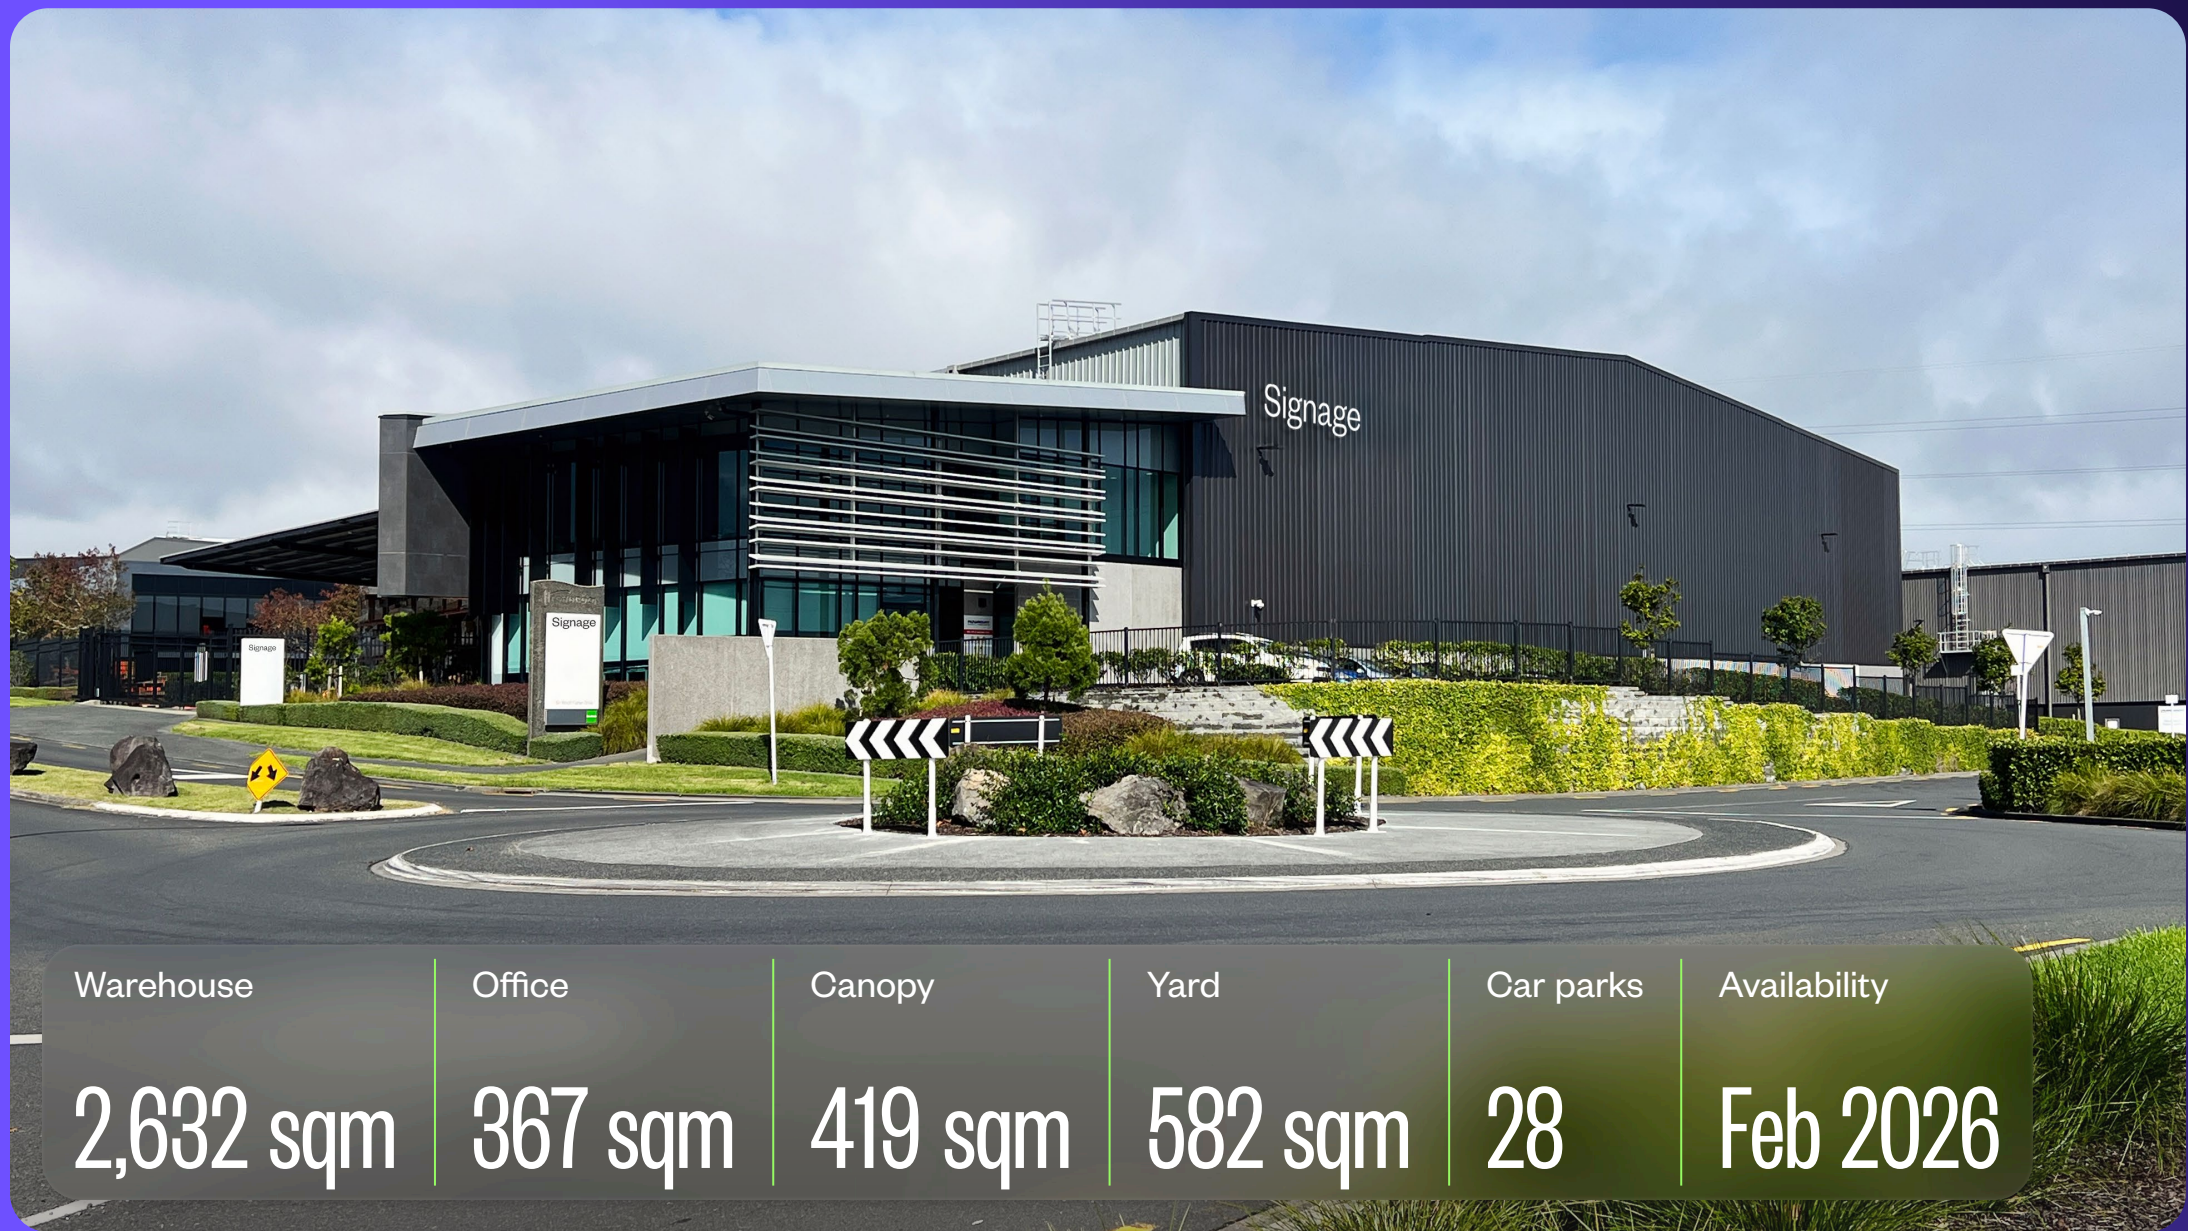 Signage
Signage
Signage
Warehouse
Office
Canopy
Yard
Car parks
Availability
2,632 sqm
367 sqm
419 sqm
582 sqm
28
Feb 2026